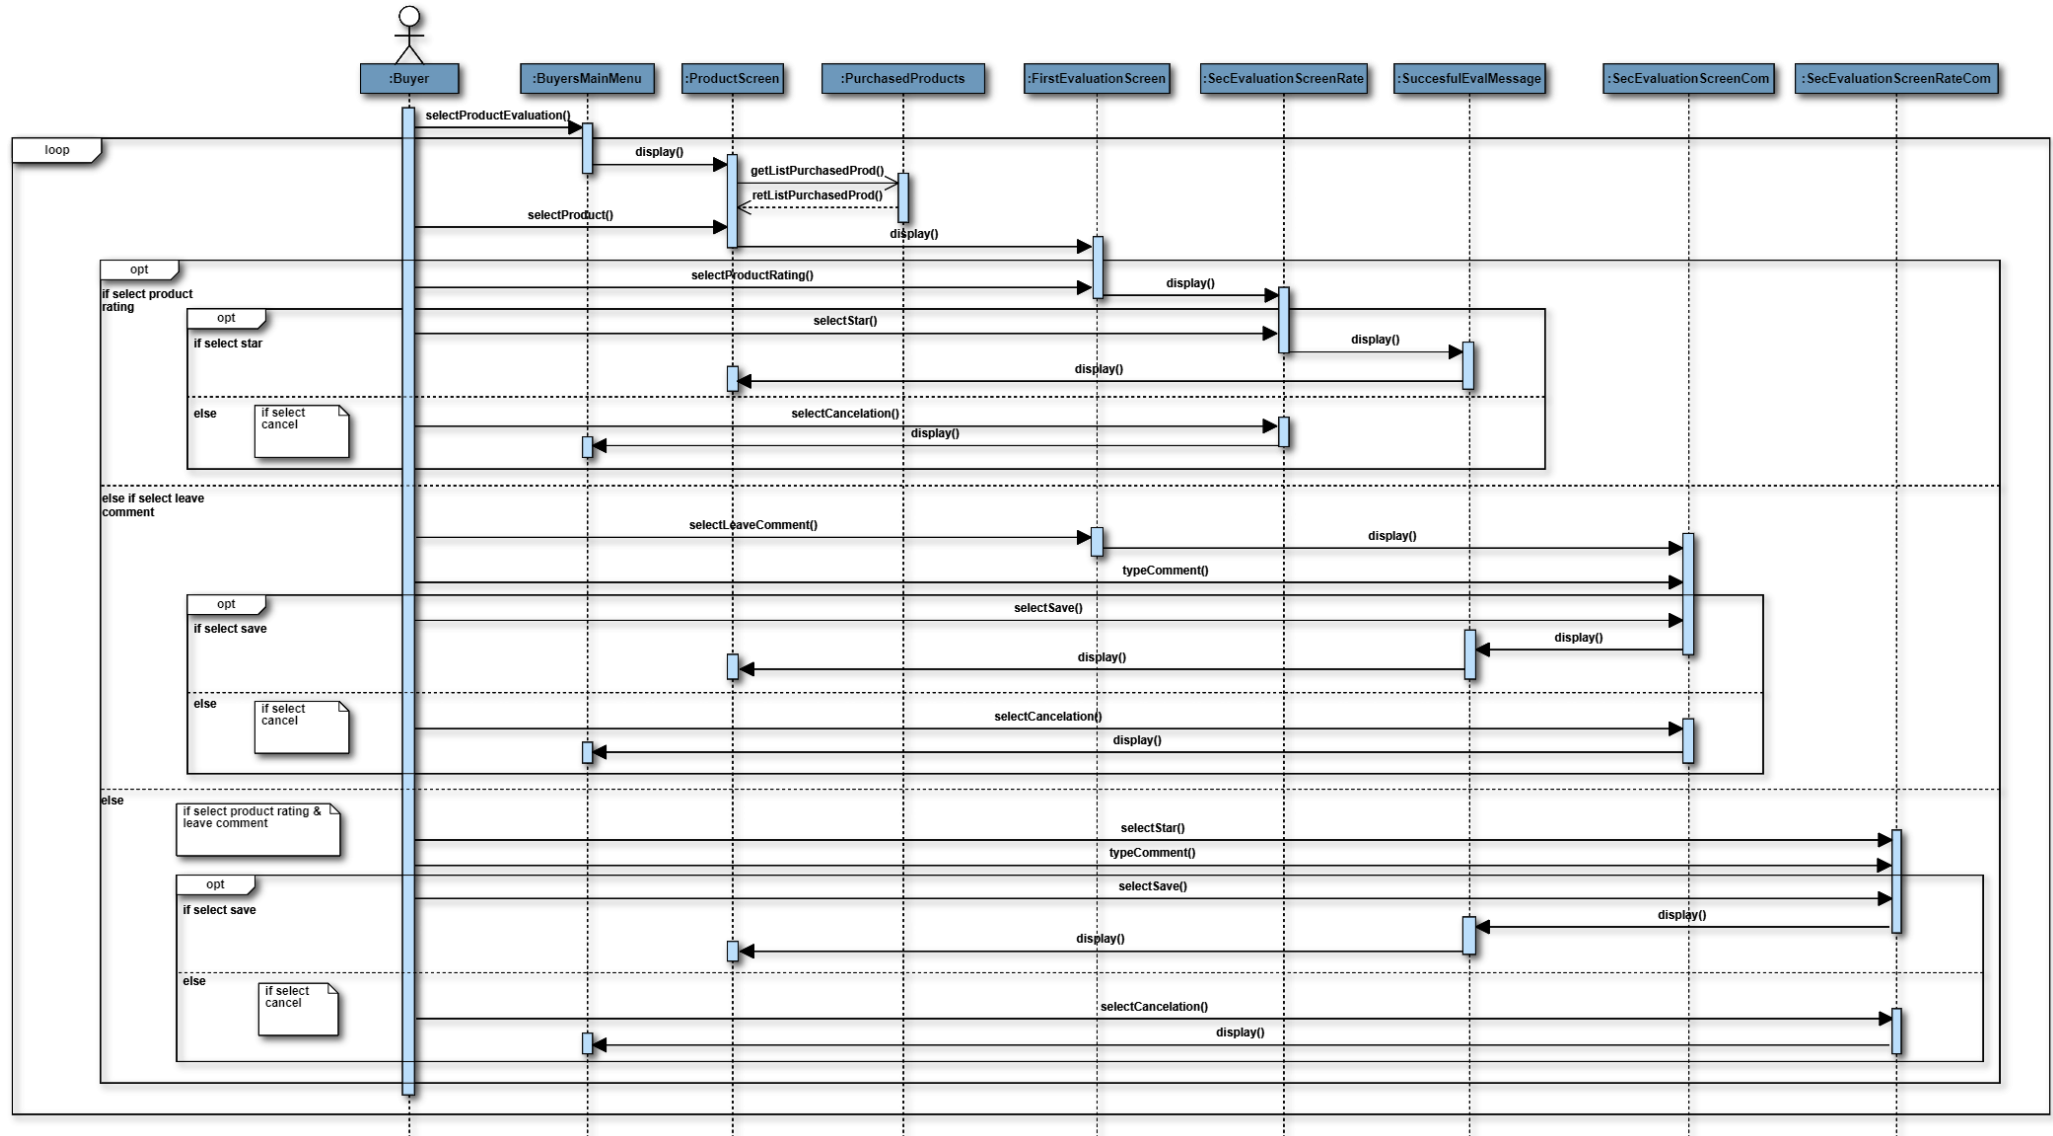 :Buyer
:BuyersMainMenu
:ProductScreen
:PurchasedProducts
:FirstEvaluationScreen
:SecEvaluationScreenRate
:SuccesfulEvalMessage
:SecEvaluationScreenCom
:SecEvaluationScreenRateCom
selectProductEvaluation()
loop
display()
getListPurchasedProd()
retListPurchasedProd()
selectProduct()
display()
opt
selectProductRating()
display()
if select product
rating
opt
selectStar()
if select star
display()
display()
else
if select
cancel
selectCancelation()
display()
else if select leave
comment
selectLeaveComment()
display()
typeComment()
opt
selectSave()
if select save
display()
display()
else
if select
cancel
selectCancelation()
display()
else
if select product rating &
leave comment
selectStar()
typeComment()
opt
selectSave()
if select save
display()
display()
else
if select
cancel
selectCancelation()
display()